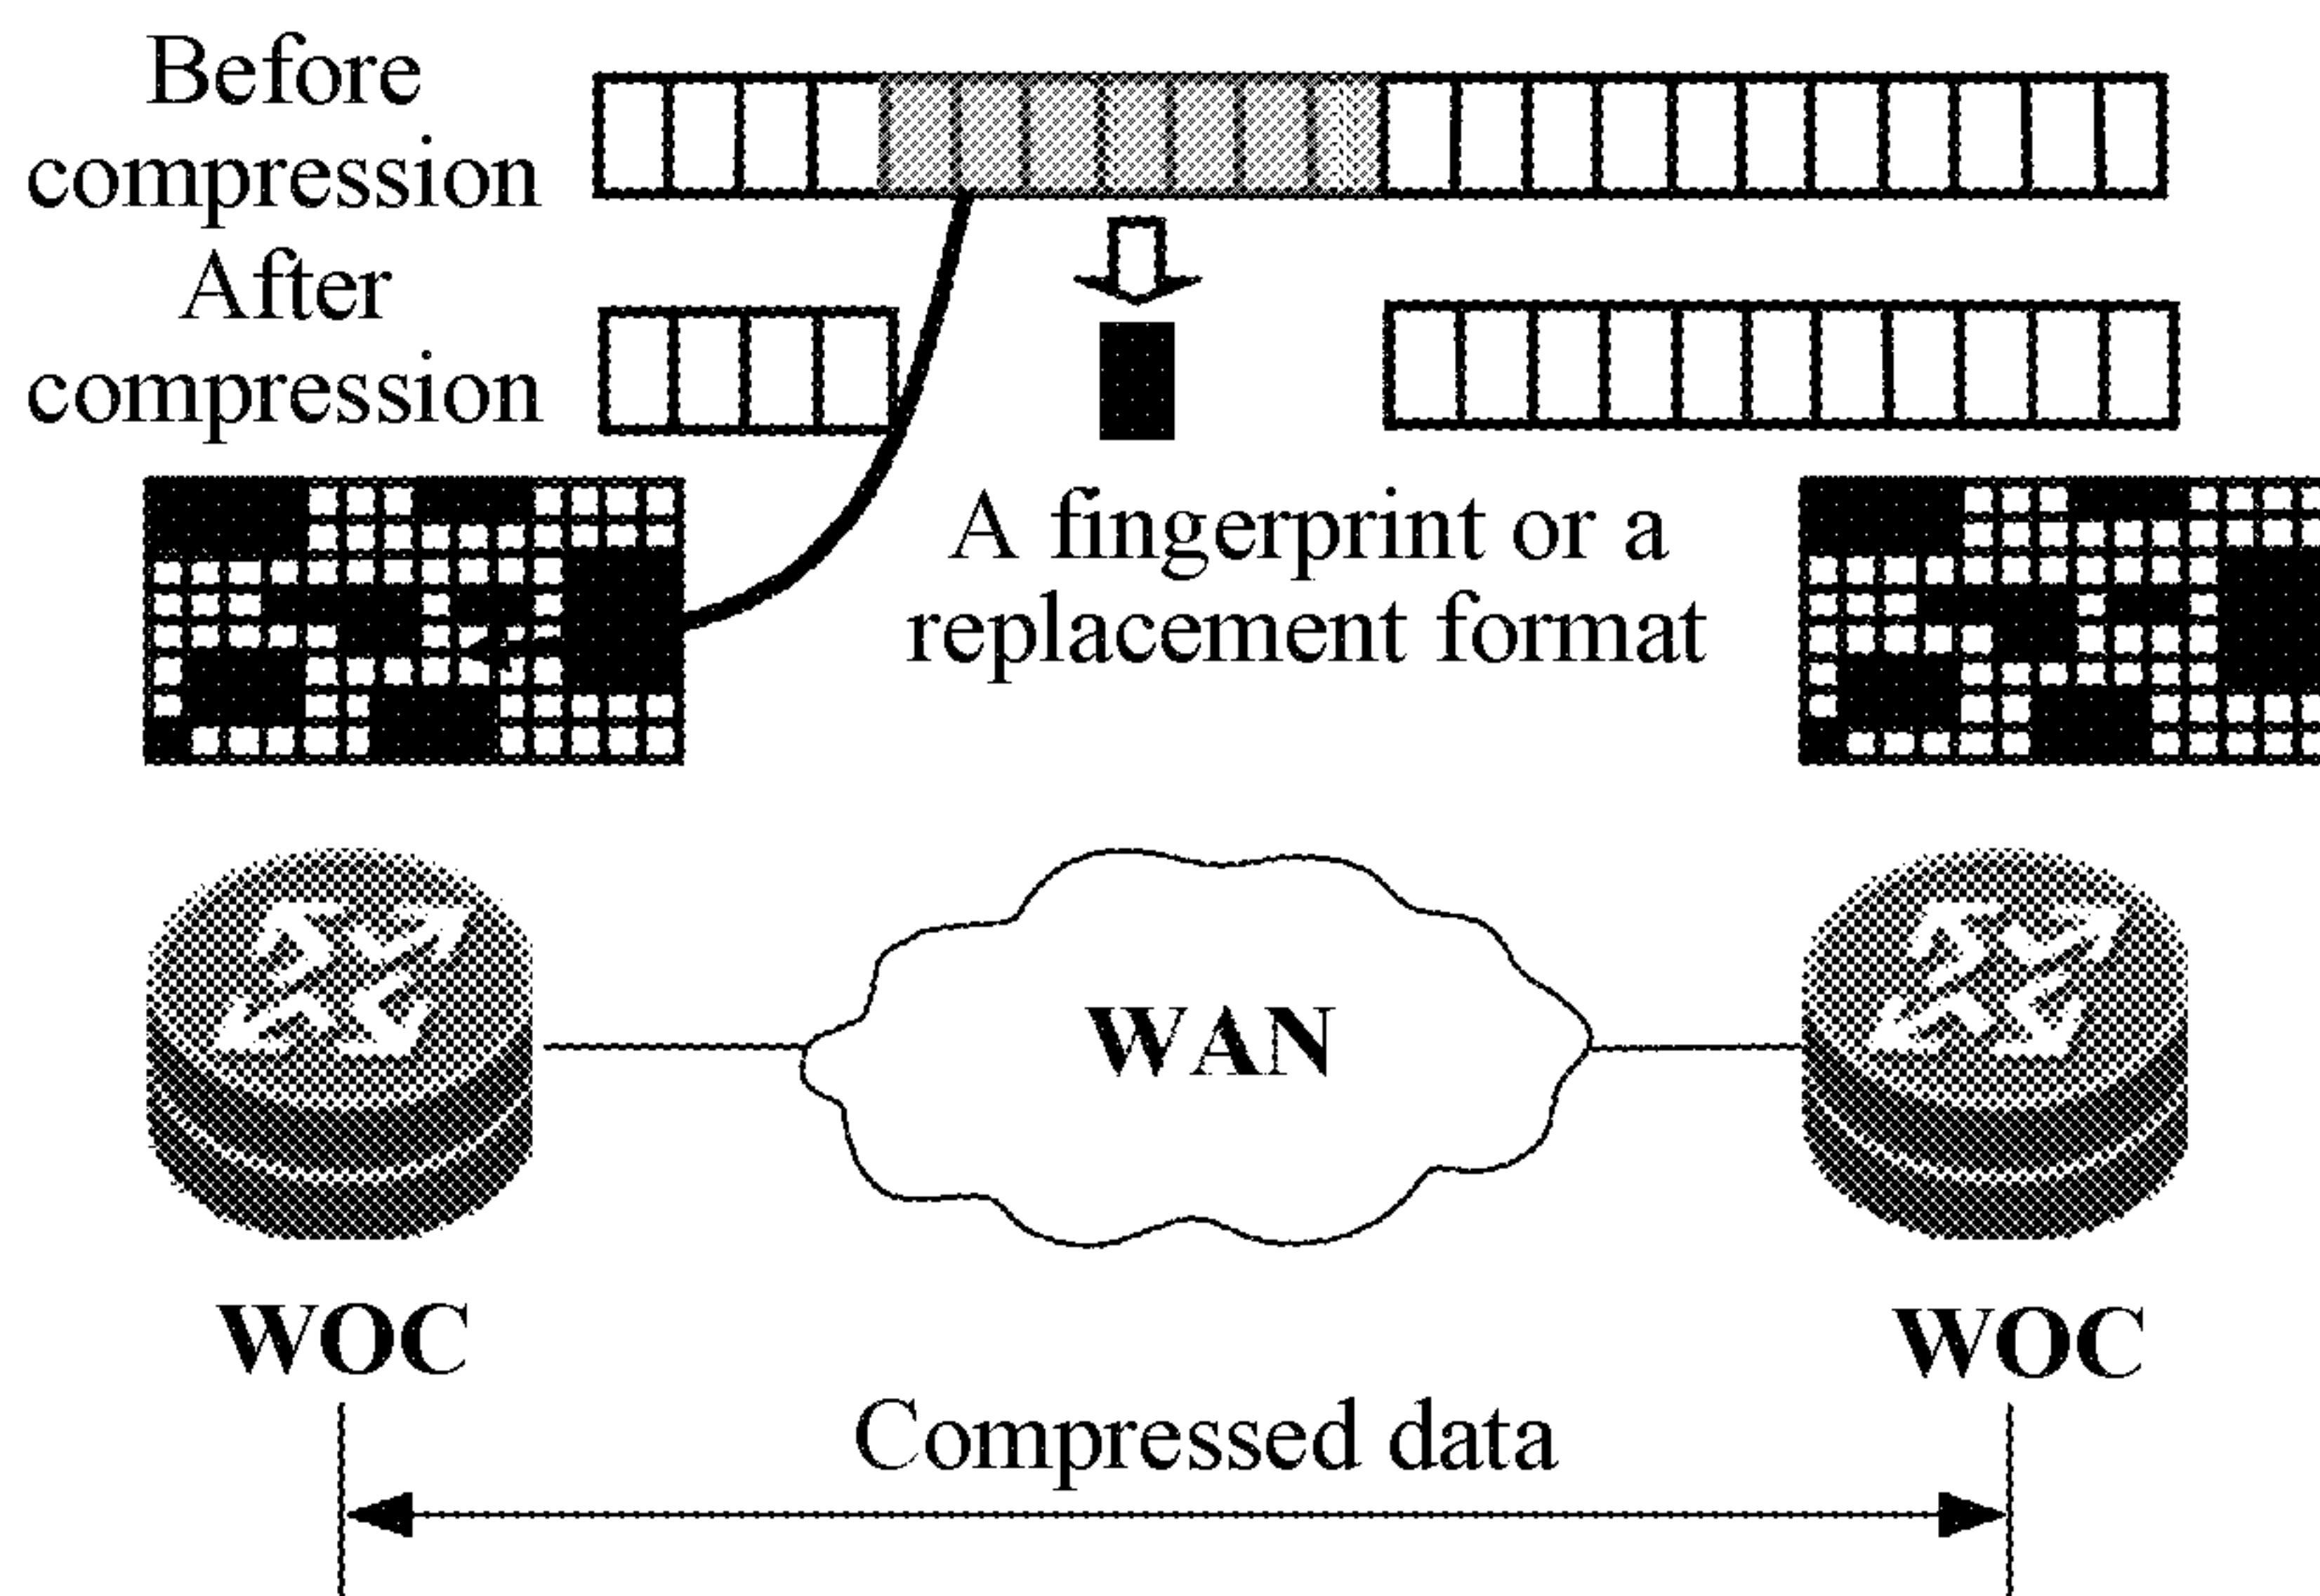 Before
compression
After
compression
A fingerprint or a
replacement format
WAN
WOC
WOC
Compressed data